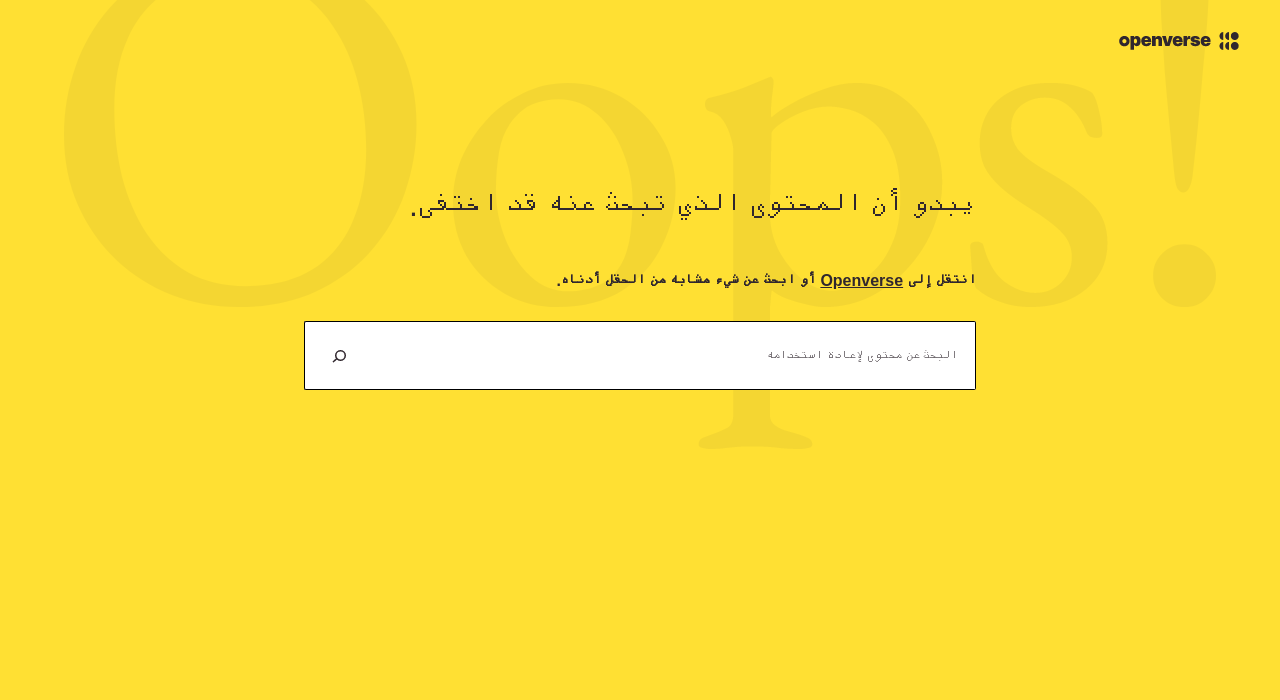 openverse
Oops!
يبدو أن المحتوى الذي تبحث عنه قد اختفى.
انتقل إلى Openverse أو ابحث عن شيء مشابه من الحقل أدناه.
البحث عن محتوى لإعادة استخدامه